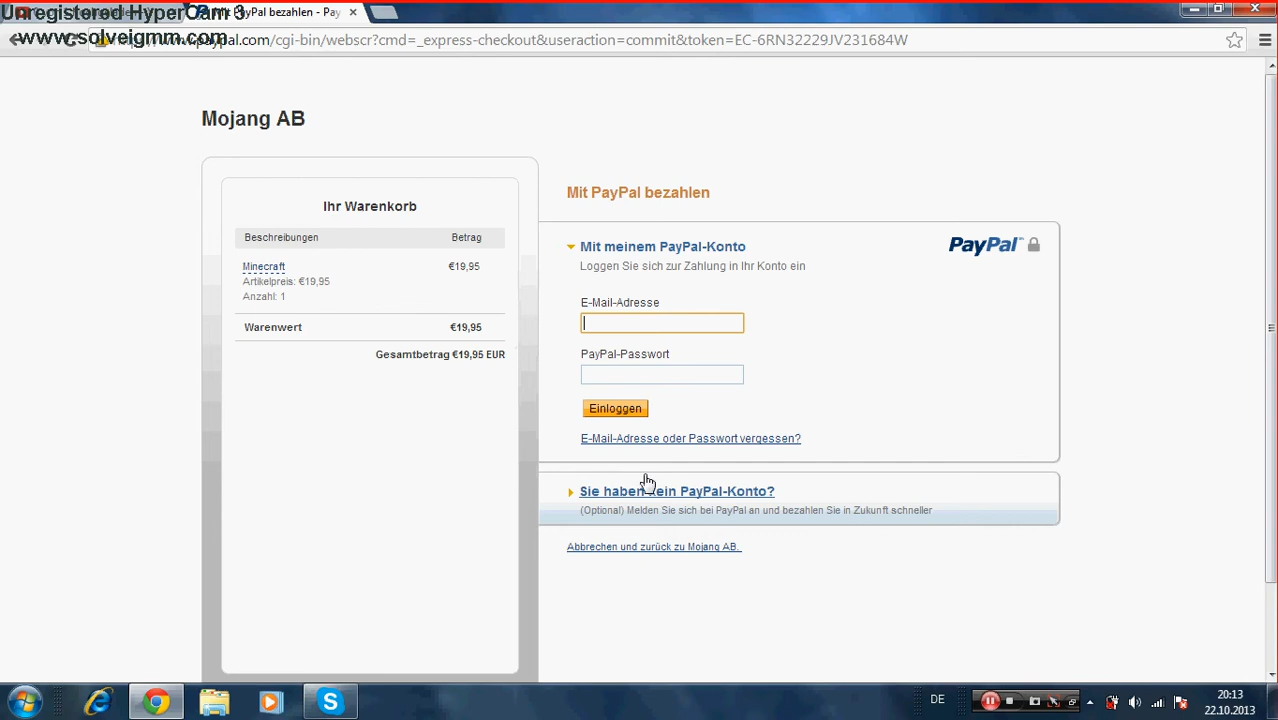 Unregistered HyperCam 3
www.solveigmm.com
Mit PayPal bezahlen - Pay
paypal.com/cgi-bin/webscr?cmd=_express-checkout&useraction=commit&token=EC-6RN32229JV231684W
Mojang AB
Ihr Warenkorb
Beschreibungen Betrag
Minecraft €19,95
Artikelpreis: €19,95
Anzahl: 1
Warenwert €19,95
Gesamtbetrag €19,95 EUR
Mit PayPal bezahlen
Mit meinem PayPal-Konto
PayPal™
Loggen Sie sich zur Zahlung in Ihr Konto ein
E-Mail-Adresse
PayPal-Passwort
Einloggen
E-Mail-Adresse oder Passwort vergessen?
Sie haben kein PayPal-Konto?
(Optional) Melden Sie sich bei PayPal an und bezahlen Sie in Zukunft schneller
Abbrechen und zurück zu Mojang AB.
DE
20:13
22.10.2013